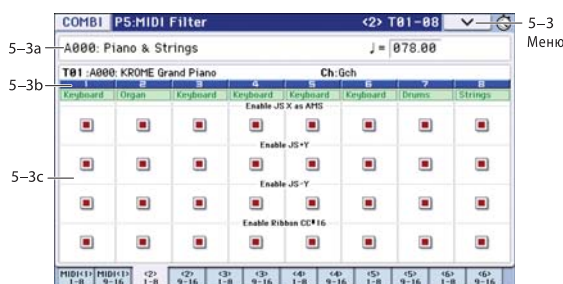 COMBI P5:MIDI Filter <2> T01-08
5–3
Меню
5–3a
A000: Piano & Strings ♩= 078.00
T01 :A000: KROME Grand Piano Ch:Gch
5–3b
1 2 3 4 5 6 7 8
Keyboard Organ Keyboard Keyboard Keyboard Keyboard Drums Strings
Enable JS X as AMS
Enable JS+Y
5–3c
Enable JS-Y
Enable Ribbon CC#16
MIDI<1> MIDI<1> <2> <2> <3> <3> <4> <4> <5> <5> <6> <6>
1-8 9-16 1-8 9-16 1-8 9-16 1-8 9-16 1-8 9-16 1-8 9-16